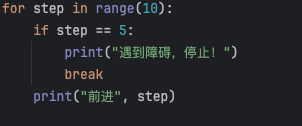 for step in range(10):
    if step == 5:
        print("遇到障碍，停止！")
        break
    print("前进", step)